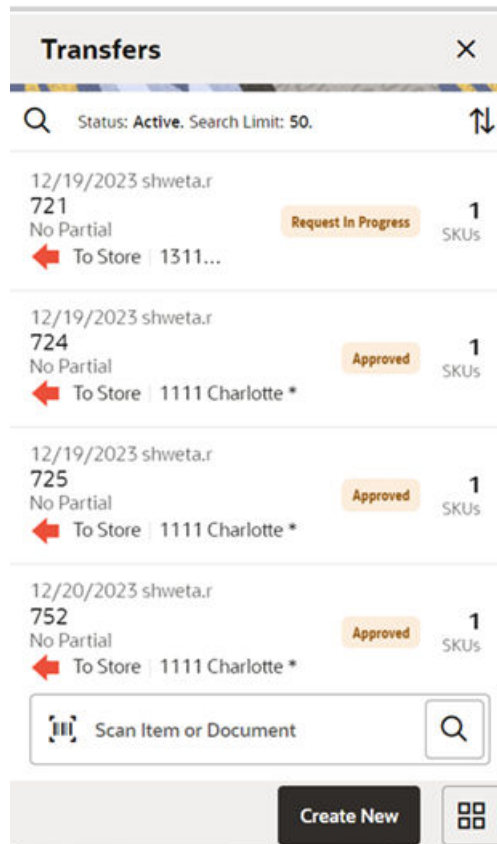 Transfers
Status: Active. Search Limit: 50.
12/19/2023 shweta.r
721
No Partial
Request In Progress
1
SKUs
To Store 1311...
12/19/2023 shweta.r
724
No Partial
Approved
1
SKUs
To Store 1111 Charlotte *
12/19/2023 shweta.r
725
No Partial
Approved
1
SKUs
To Store 1111 Charlotte *
12/20/2023 shweta.r
752
No Partial
Approved
1
SKUs
To Store 1111 Charlotte *
Scan Item or Document
Create New